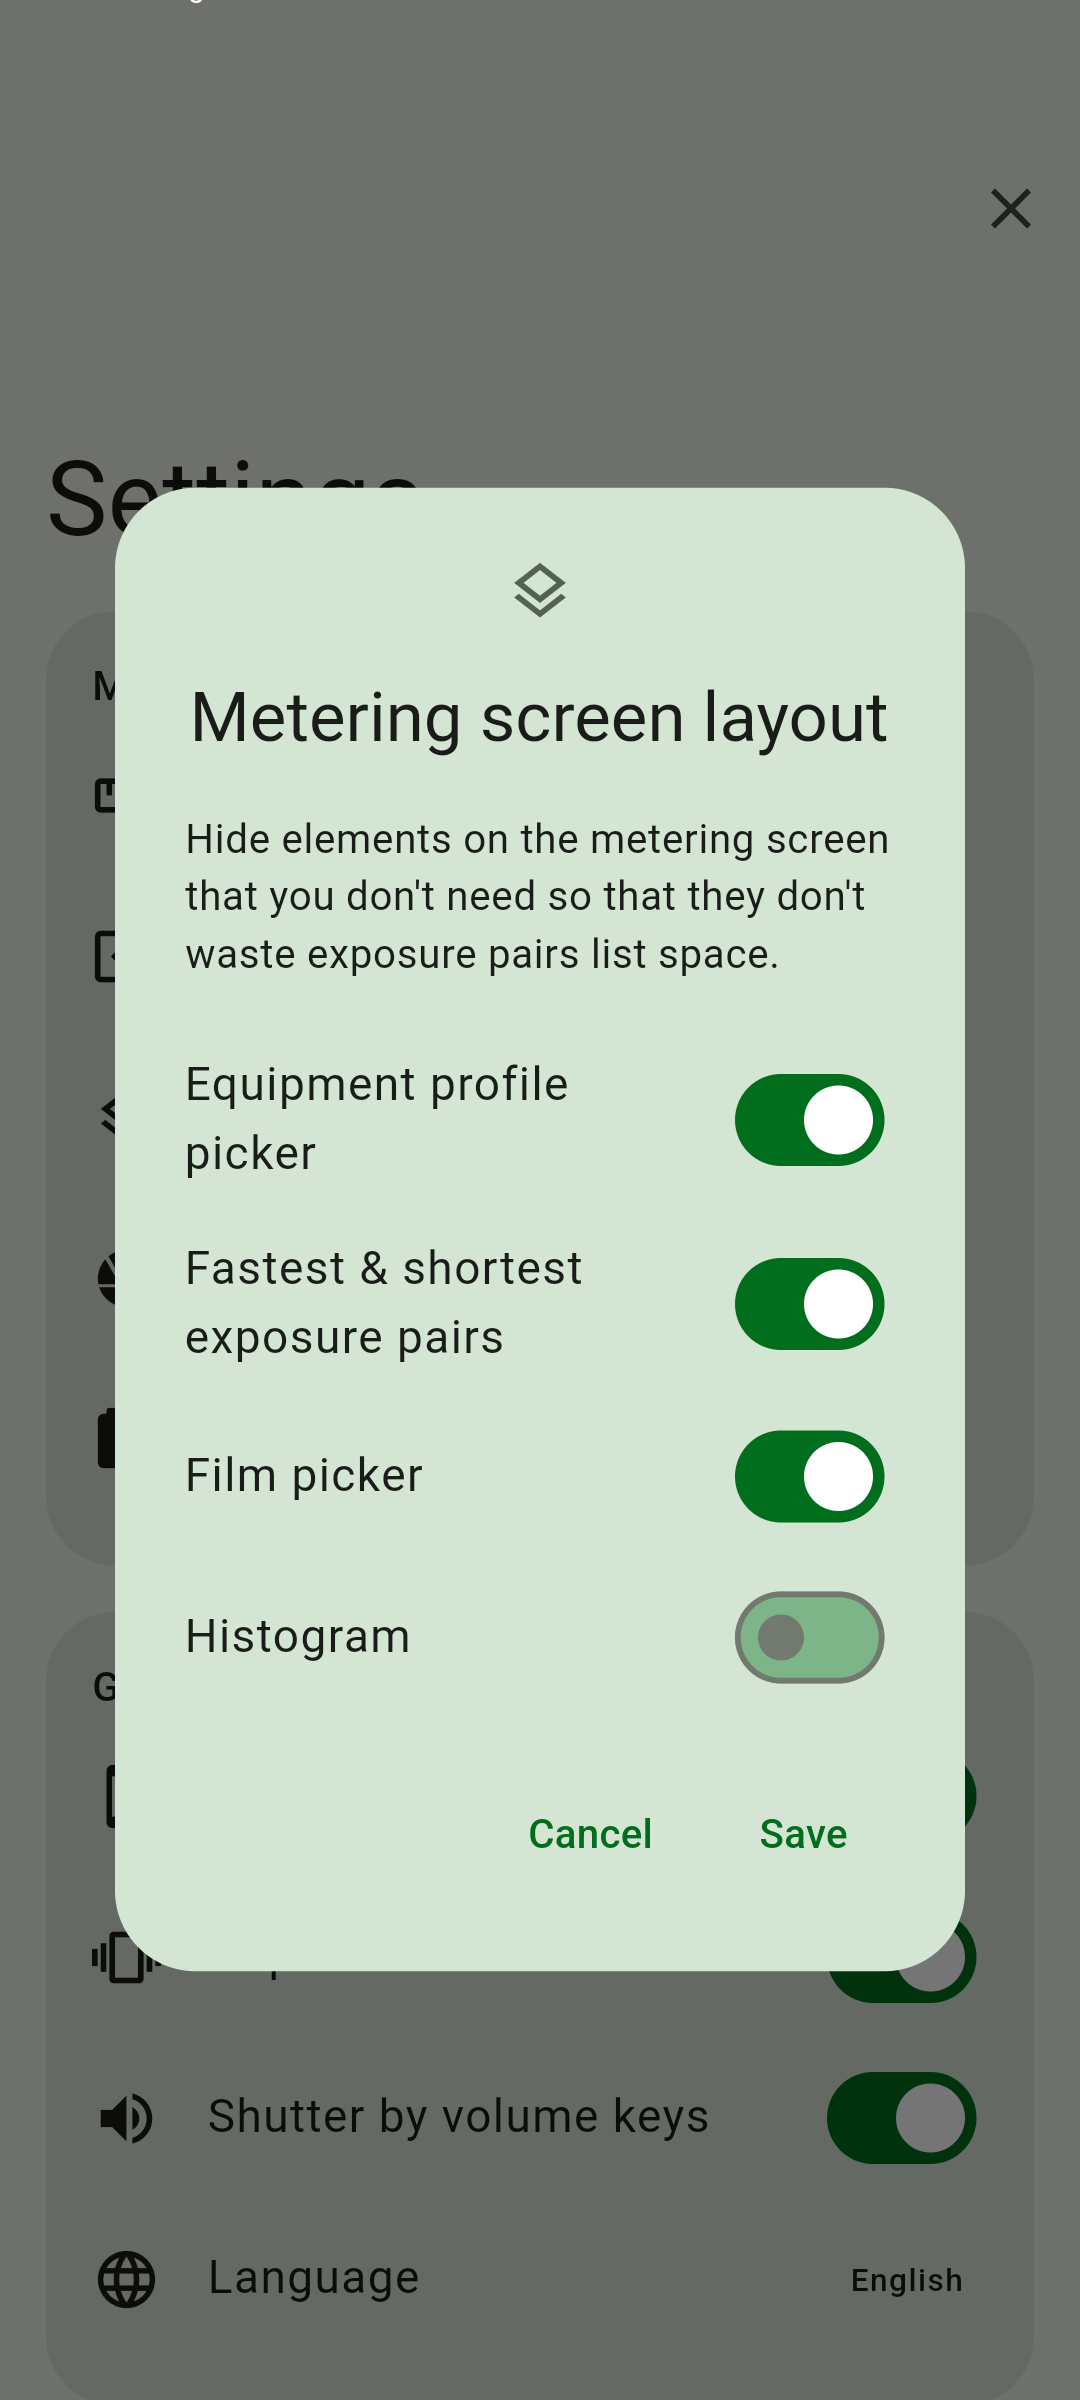 Metering screen layout
Hide elements on the metering screen
that you don't need so that they don't
waste exposure pairs list space.
Equipment profile
picker
Fastest & shortest
exposure pairs
Film picker
Histogram
Cancel
Save
Shutter by volume keys
Language
English